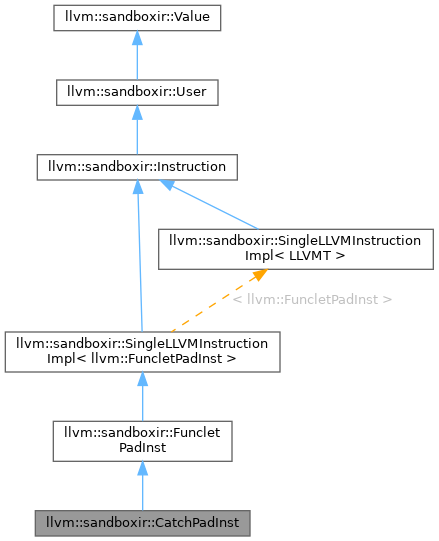 llvm::sandboxir::Value
llvm::sandboxir::User
llvm::sandboxir::Instruction
llvm::sandboxir::SingleLLVMInstruction
Impl< LLVMT >
< llvm::FuncletPadInst >
llvm::sandboxir::SingleLLVMInstruction
Impl< llvm::FuncletPadInst >
llvm::sandboxir::Funclet
PadInst
llvm::sandboxir::CatchPadInst